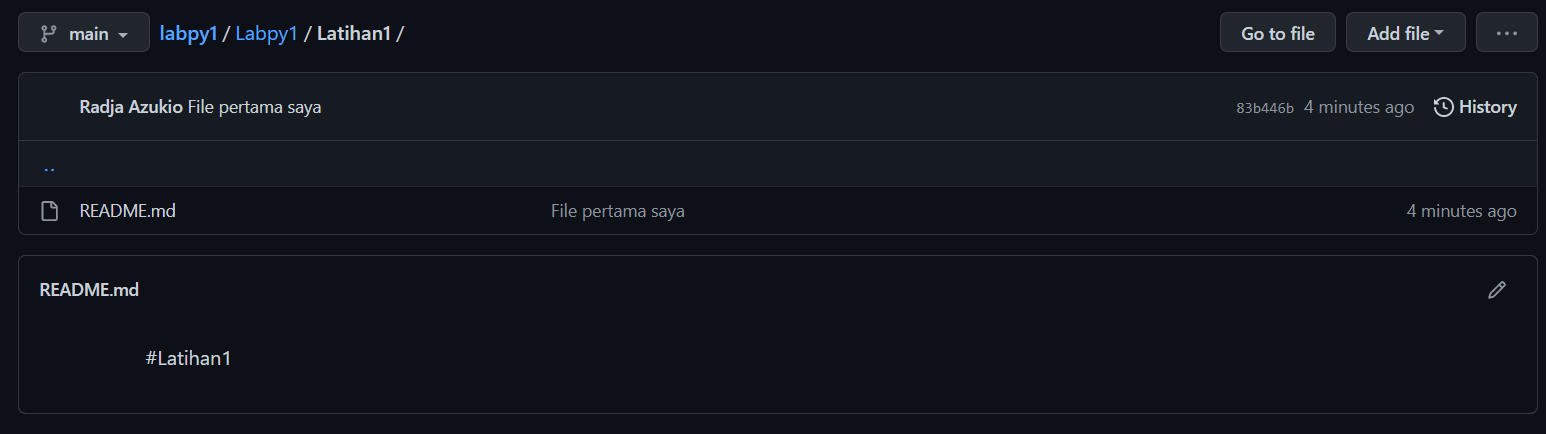 main labpy1 / Labpy1 / Latihan1 / Go to file Add file ...
Radja Azukio File pertama saya 83b446b 4 minutes ago History
..
README.md File pertama saya 4 minutes ago
README.md
#Latihan1